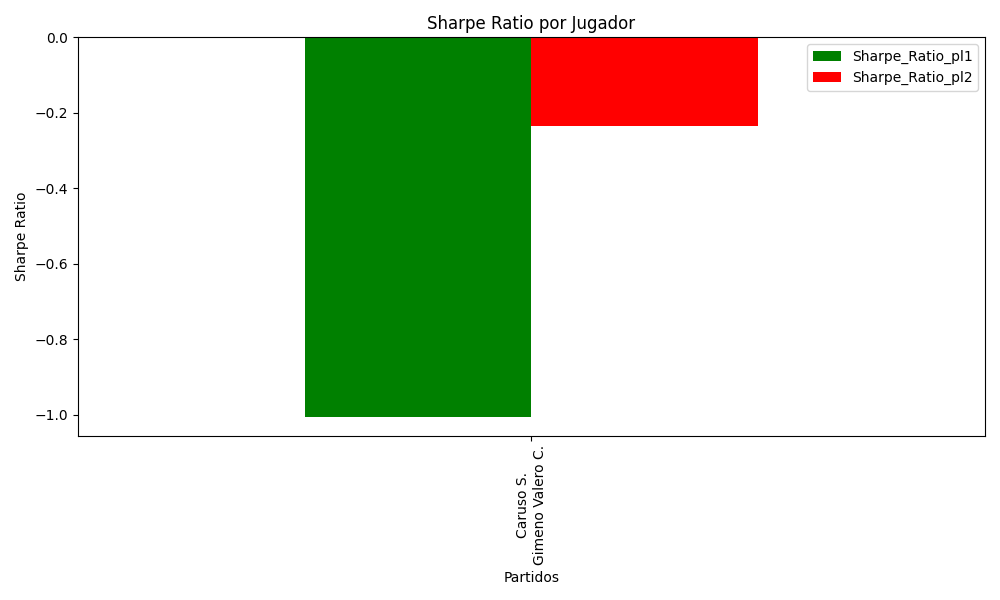 Sharpe Ratio por Jugador
Sharpe_Ratio_pl1
Sharpe_Ratio_pl2
Sharpe Ratio
0.0
−0.2
−0.4
−0.6
−0.8
−1.0
Caruso S.
Gimeno Valero C.
Partidos